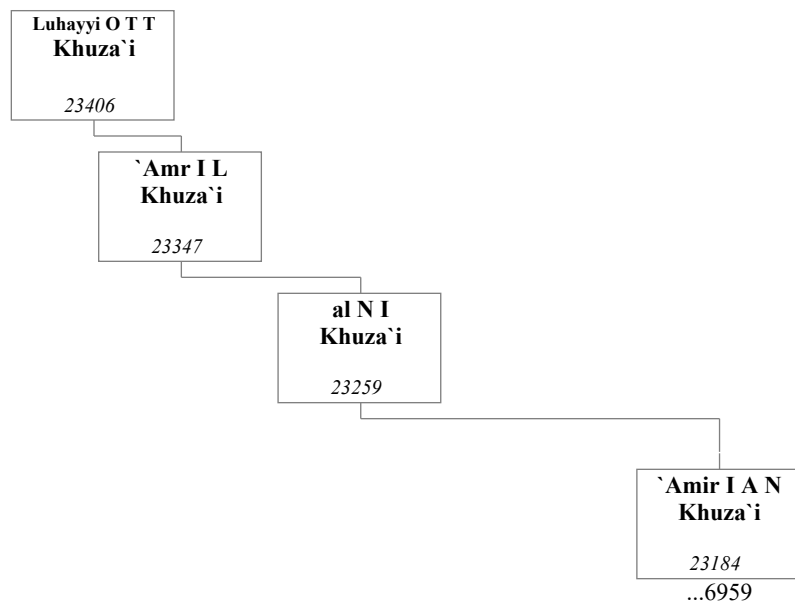 Luhayyi O T T
Khuza`i
23406
`Amr I L
Khuza`i
23347
al N I
Khuza`i
23259
`Amir I A N
Khuza`i
23184
...6959